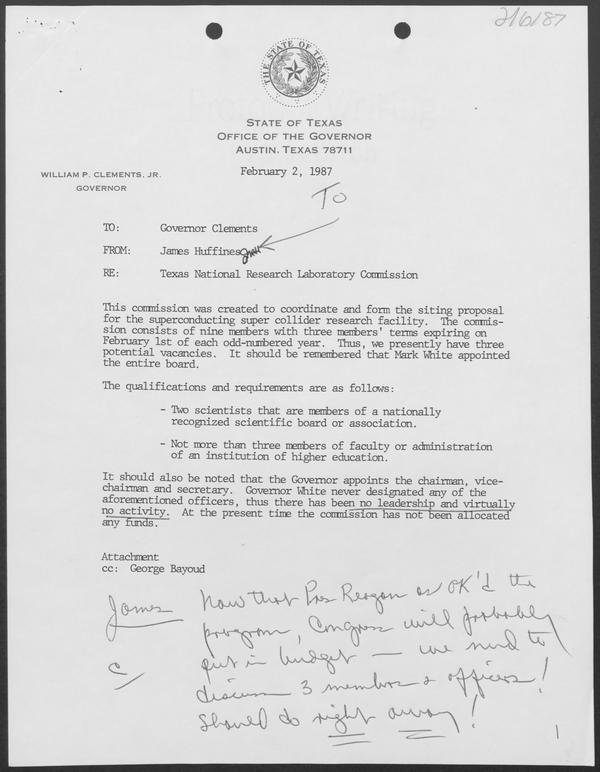 2/6/87
THE STATE OF TEXAS
STATE OF TEXAS
OFFICE OF THE GOVERNOR
AUSTIN, TEXAS 78711
WILLIAM P. CLEMENTS, JR.
GOVERNOR
February 2, 1987
To
TO: Governor Clements
FROM: James Huffines
RE: Texas National Research Laboratory Commission
This commission was created to coordinate and form the siting proposal
for the superconducting super collider research facility. The commis-
sion consists of nine members with three members' terms expiring on
February 1st of each odd-numbered year. Thus, we presently have three
potential vacancies. It should be remembered that Mark White appointed
the entire board.
The qualifications and requirements are as follows:
- Two scientists that are members of a nationally
recognized scientific board or association.
- Not more than three members of faculty or administration
of an institution of higher education.
It should also be noted that the Governor appoints the chairman, vice-
chairman and secretary. Governor White never designated any of the
aforementioned officers, thus there has been no leadership and virtually
no activity. At the present time the commission has not been allocated
any funds.
Attachment
cc: George Bayoud
James Now that Pres Reagan as OK'd the
program, Congress will probably
put in budget — we need to
c/ discuss 3 members & officers!
Should do right away!
1